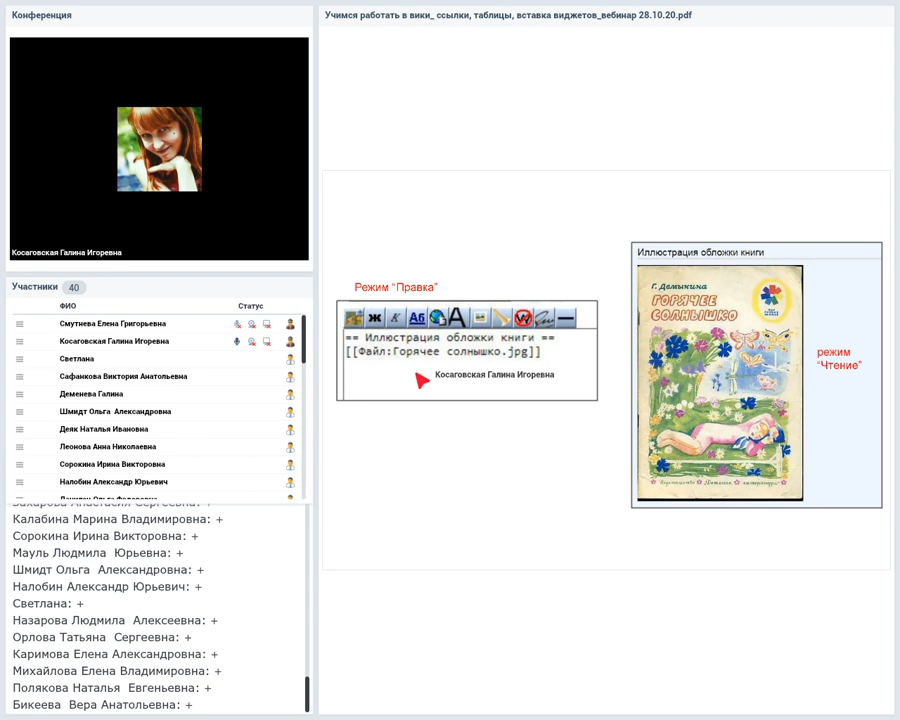 Конференция
Косаговская Галина Игоревна
Участники 40
ФИО Статус
Смутнева Елена Григорьевна
Косаговская Галина Игоревна
Светлана
Сафанкова Виктория Анатольевна
Деменева Галина
Шмидт Ольга Александровна
Деяк Наталья Ивановна
Леонова Анна Николаевна
Сорокина Ирина Викторовна
Налобин Александр Юрьевич
Калабина Марина Владимировна: +
Сорокина Ирина Викторовна: +
Мауль Людмила Юрьевна: +
Шмидт Ольга Александровна: +
Налобин Александр Юрьевич: +
Светлана: +
Назарова Людмила Алексеевна: +
Орлова Татьяна Сергеевна: +
Каримова Елена Александровна: +
Михайлова Елена Владимировна: +
Полякова Наталья Евгеньевна: +
Бикеева Вера Анатольевна: +
Учимся работать в вики_ ссылки, таблицы, вставка виджетов_вебинар 28.10.20.pdf
Режим “Правка”
Ж К Аб A
== Иллюстрация обложки книги ==
[[Файл:Горячее солнышко.jpg]]
Косаговская Галина Игоревна
Иллюстрация обложки книги
Г. Демыкина
ГОРЯЧЕЕ
СОЛНЫШКО
Издательство «Детская литература»
режим
“Чтение”